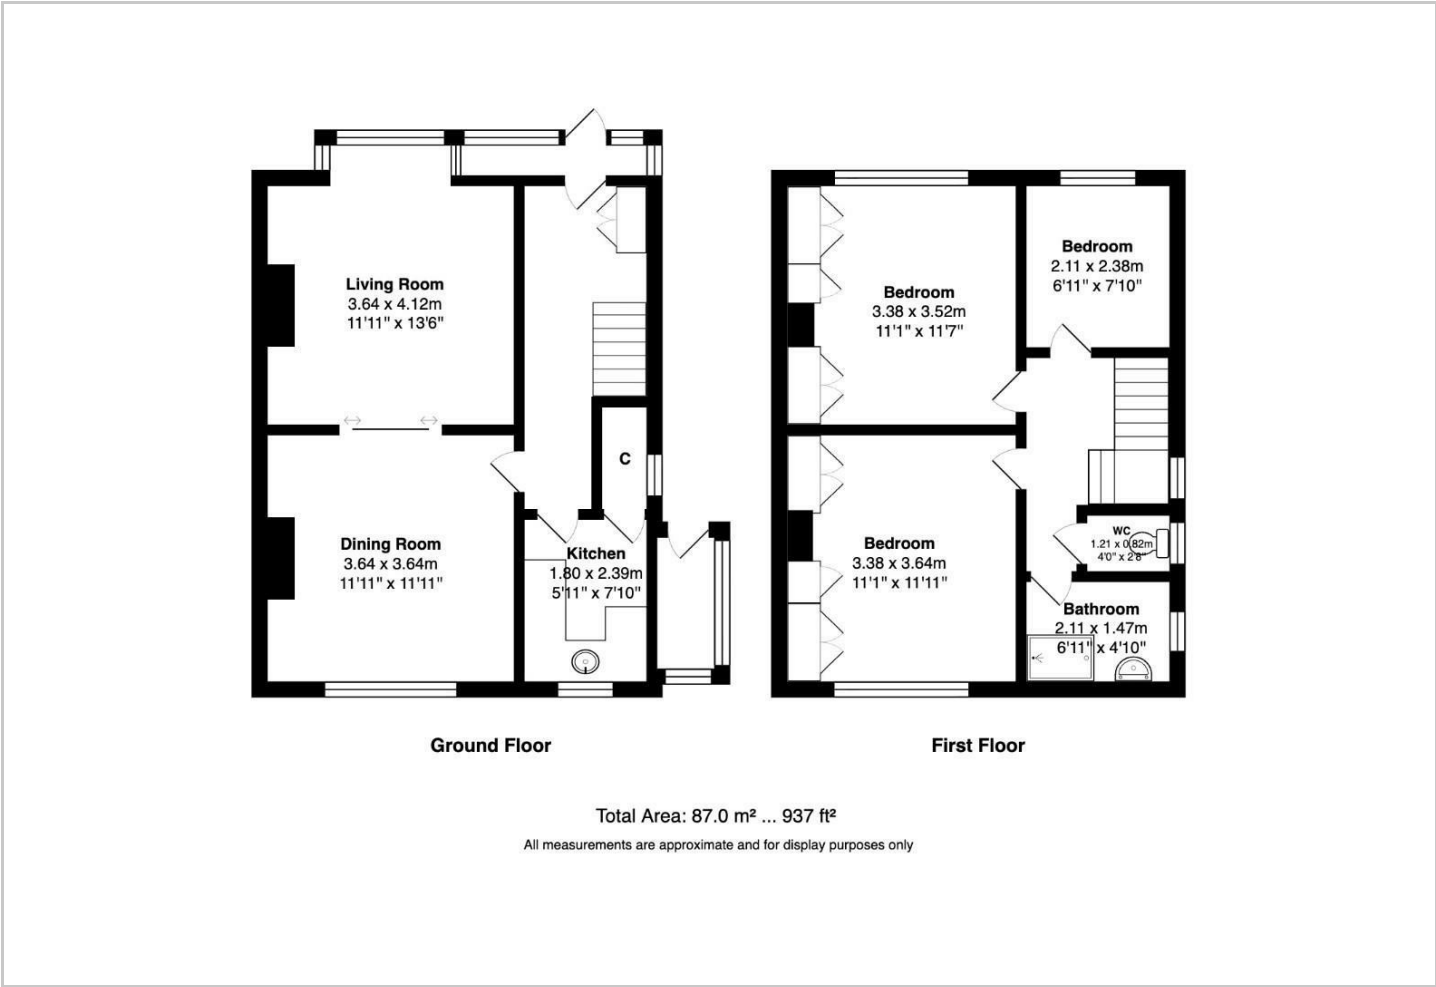 Living Room
3.64 x 4.12m
11'11" x 13'6"
Dining Room
3.64 x 3.64m
11'11" x 11'11"
C
Kitchen
1.80 x 2.39m
5'11" x 7'10"
Ground Floor
Bedroom
3.38 x 3.52m
11'1" x 11'7"
Bedroom
2.11 x 2.38m
6'11" x 7'10"
Bedroom
3.38 x 3.64m
11'1" x 11'11"
WC
1.21 x 0.82m
4'0" x 2'8"
Bathroom
2.11 x 1.47m
6'11" x 4'10"
First Floor
Total Area: 87.0 m² ... 937 ft²
All measurements are approximate and for display purposes only